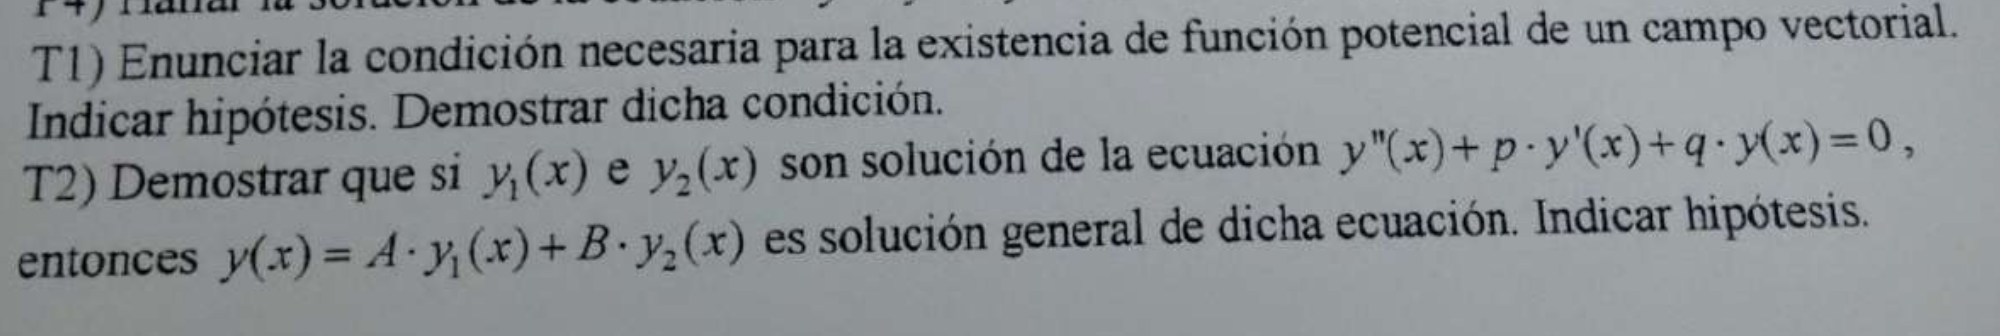 T1) Enunciar la condición necesaria para la existencia de función potencial de un campo vectorial.
Indicar hipótesis. Demostrar dicha condición.
T2) Demostrar que si y₁(x) e y₂(x) son solución de la ecuación y"(x)+p·y'(x)+q·y(x)=0,
entonces y(x)=A·y₁(x)+B·y₂(x) es solución general de dicha ecuación. Indicar hipótesis.